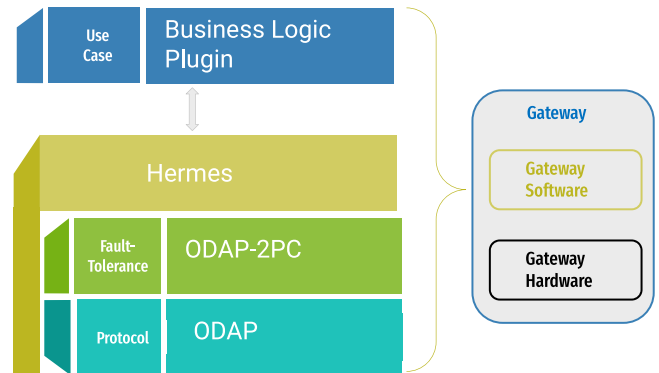 Use
Case
Business Logic
Plugin
Hermes
Fault-
Tolerance
ODAP-2PC
Protocol
ODAP
Gateway
Gateway
Software
Gateway
Hardware